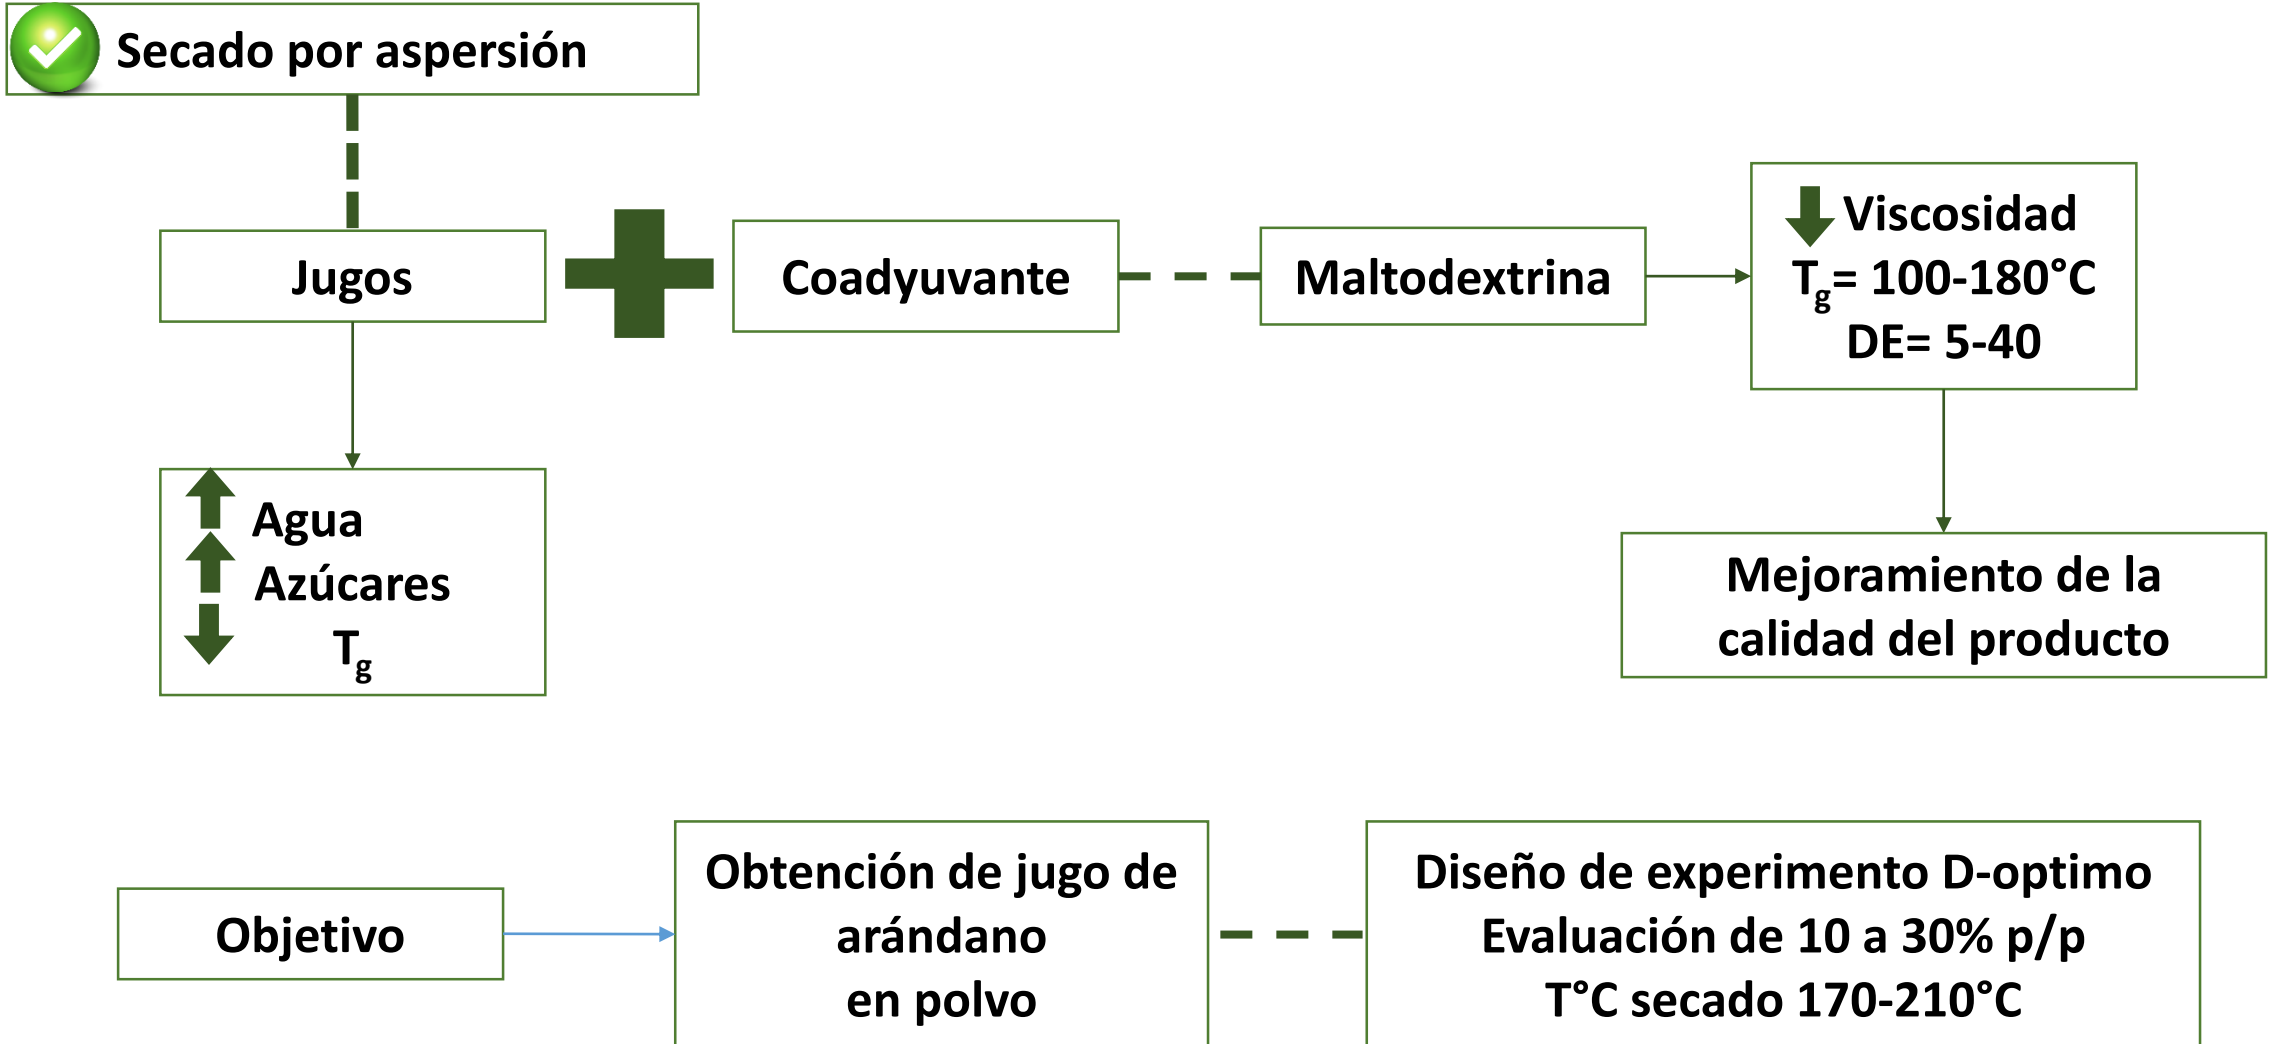 Secado por aspersión
Jugos
Coadyuvante
Maltodextrina
Viscosidad
Tg= 100-180°C
DE= 5-40
Agua
Azúcares
Tg
Mejoramiento de la
calidad del producto
Objetivo
Obtención de jugo de
arándano
en polvo
Diseño de experimento D-optimo
Evaluación de 10 a 30% p/p
T°C secado 170-210°C